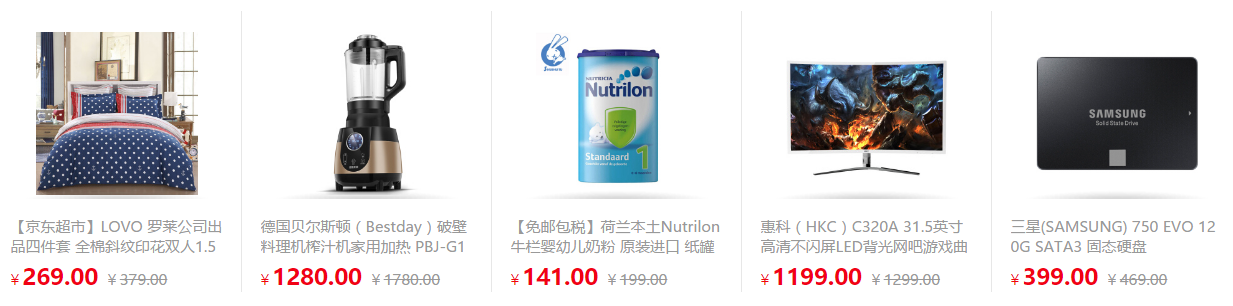 NUTRICIA
Nutrilon
Standaard 1
SAMSUNG
Solid State Drive
【京东超市】LOVO 罗莱公司出
品四件套 全棉斜纹印花双人1.5
¥ 269.00 ¥ 379.00
德国贝尔斯顿（Bestday）破壁
料理机榨汁机家用加热 PBJ-G1
¥ 1280.00 ¥ 1780.00
【免邮包税】荷兰本土Nutrilon
牛栏婴幼儿奶粉 原装进口 纸罐
¥ 141.00 ¥ 199.00
惠科（HKC）C320A 31.5英寸
高清不闪屏LED背光网吧游戏曲
¥ 1199.00 ¥ 1299.00
三星(SAMSUNG) 750 EVO 12
0G SATA3 固态硬盘
¥ 399.00 ¥ 469.00